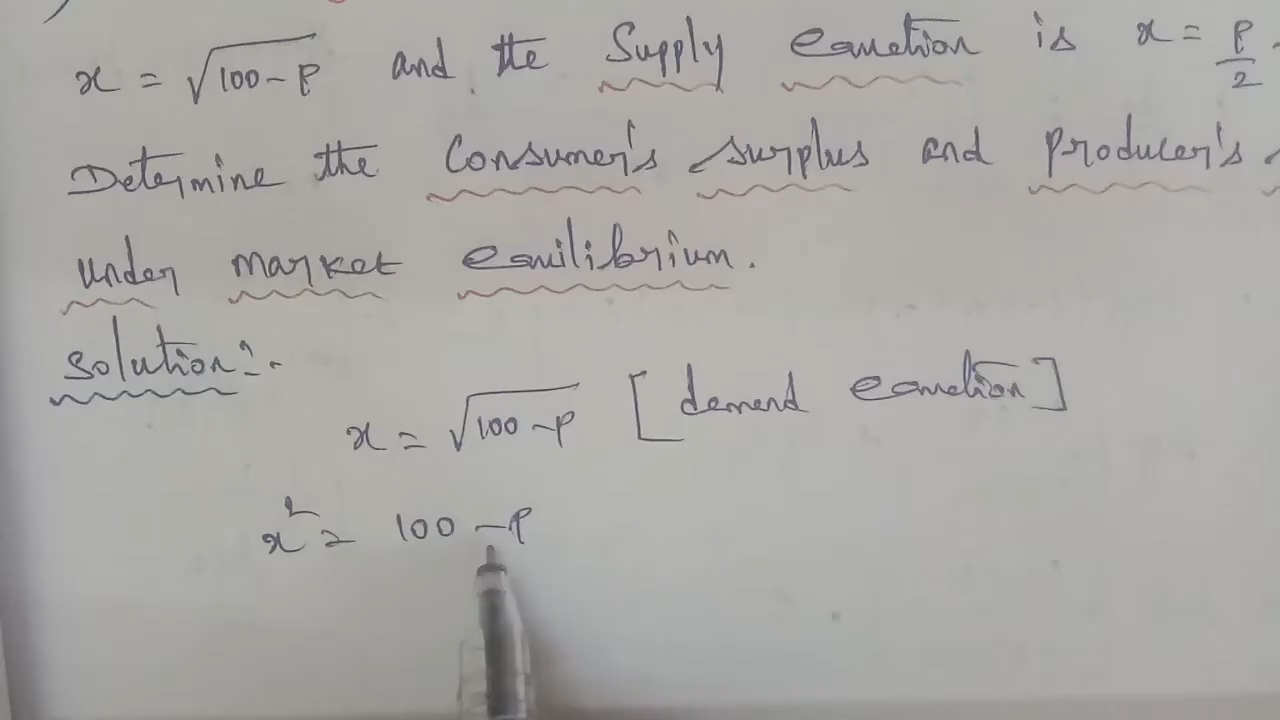 x = √100-P and the Supply equation is x = P/2.
Determine the Consumer's surplus and producer's
under market equilibrium.
Solution:-
x = √100-P [demand equation]
x² = 100 - P